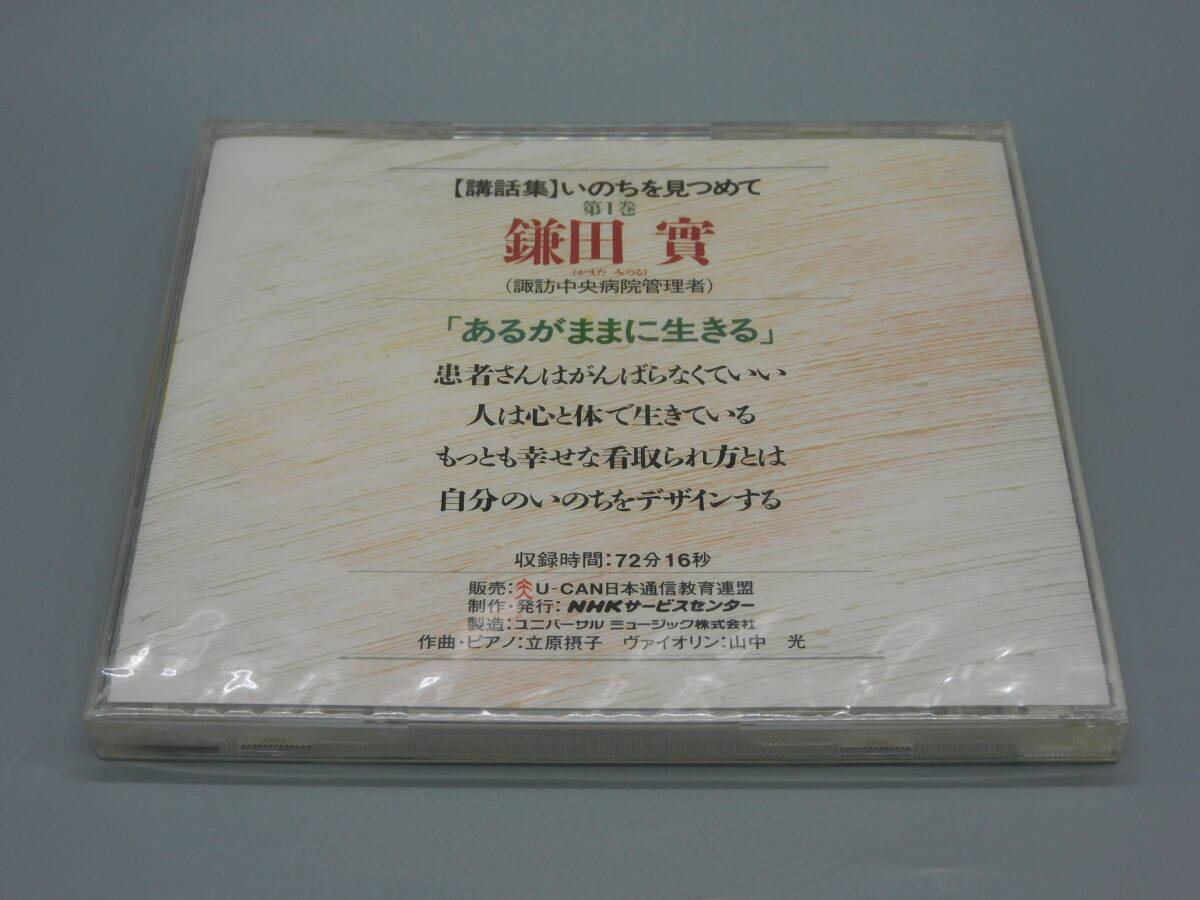 【講話集】いのちを見つめて
第1巻
鎌田 實
(かまた みのる)
(諏訪中央病院管理者)
「あるがままに生きる」
患者さんはがんばらなくていい
人は心と体で生きている
もっとも幸せな看取られ方とは
自分のいのちをデザインする
収録時間:72分16秒
販売:U-CAN日本通信教育連盟
制作・発行:NHKサービスセンター
製造:ユニバーサル ミュージック株式会社
作曲・ピアノ:立原摂子 ヴァイオリン:山中 光